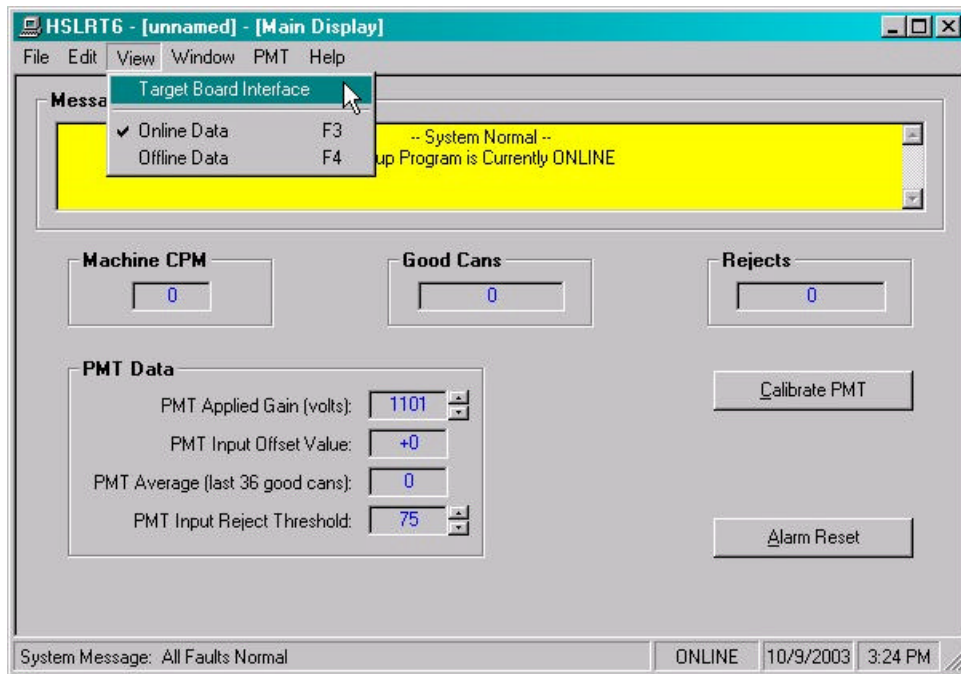 HSLRT6 - [unnamed] - [Main Display]
File Edit View Window PMT Help
Target Board Interface
Online Data F3
Offline Data F4
-- System Normal --
Program is Currently ONLINE
Machine CPM
0
Good Cans
0
Rejects
0
PMT Data
PMT Applied Gain (volts): 1101
PMT Input Offset Value: +0
PMT Average (last 36 good cans): 0
PMT Input Reject Threshold: 75
Calibrate PMT
Alarm Reset
System Message: All Faults Normal
ONLINE
10/9/2003
3:24 PM